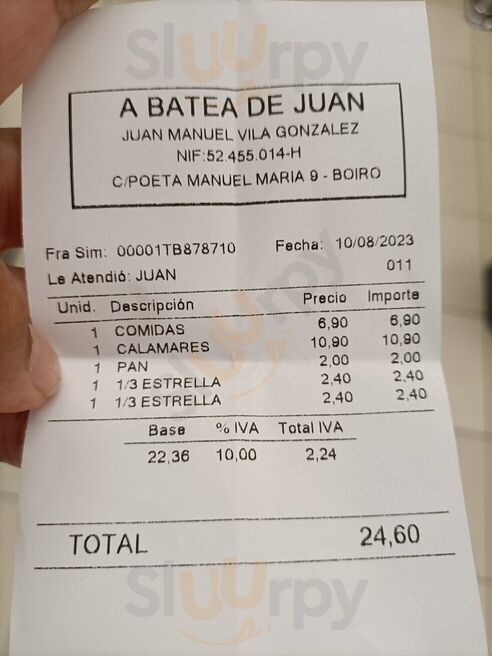 Sluurpy
A BATEA DE JUAN
JUAN MANUEL VILA GONZALEZ
NIF:52.455.014-H
C/POETA MANUEL MARIA 9 - BOIRO
Fra Sim: 00001TB878710 Fecha: 10/08/2023
Le Atendió: JUAN 011
Unid. Descripción Precio Importe
1 COMIDAS 6,90 6,90
1 CALAMARES 10,90 10,90
1 PAN 2,00 2,00
1 1/3 ESTRELLA 2,40 2,40
1 1/3 ESTRELLA 2,40 2,40
Sluurpy
Base % IVA Total IVA
22,36 10,00 2,24
TOTAL 24,60
Sluurpy